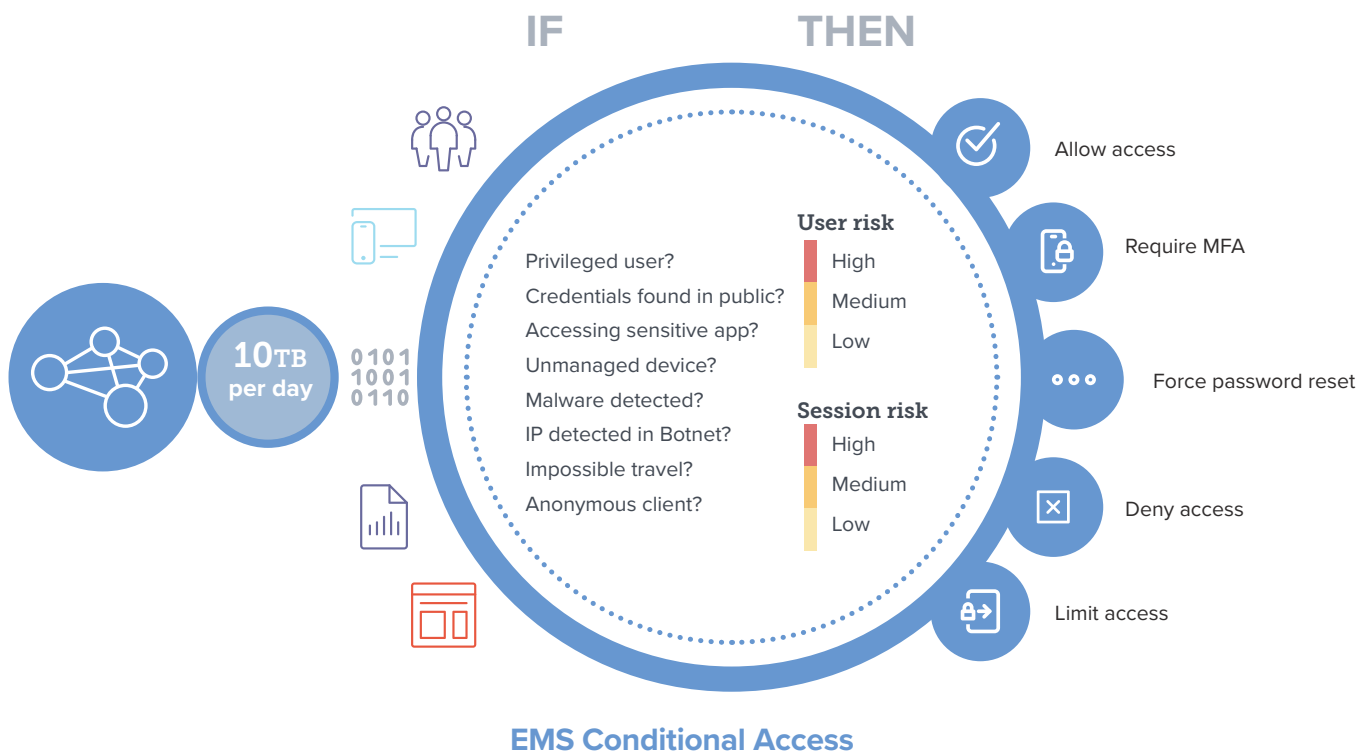 IF
THEN
10TB
per day
0101
1001
0110
Privileged user?
Credentials found in public?
Accessing sensitive app?
Unmanaged device?
Malware detected?
IP detected in Botnet?
Impossible travel?
Anonymous client?
User risk
High
Medium
Low
Session risk
High
Medium
Low
Allow access
Require MFA
Force password reset
Deny access
Limit access
EMS Conditional Access